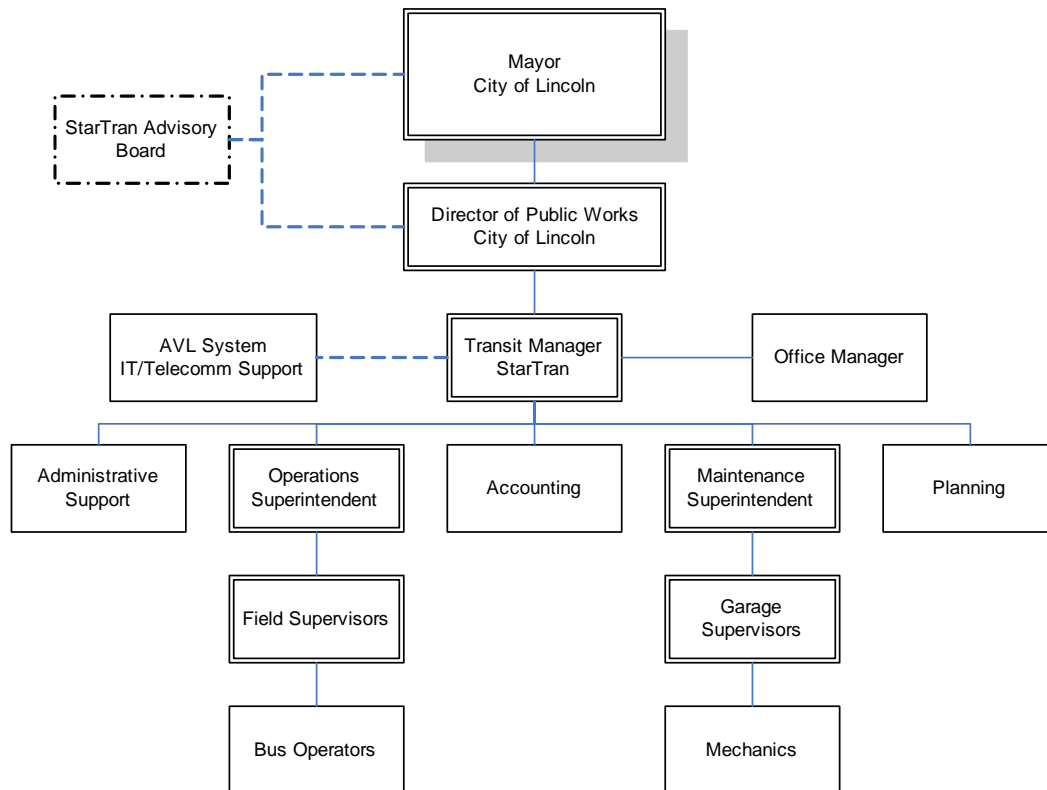 Mayor
City of Lincoln
StarTran Advisory
Board
Director of Public Works
City of Lincoln
AVL System
IT/Telecomm Support
Transit Manager
StarTran
Office Manager
Administrative
Support
Operations
Superintendent
Accounting
Maintenance
Superintendent
Planning
Field Supervisors
Garage
Supervisors
Bus Operators
Mechanics